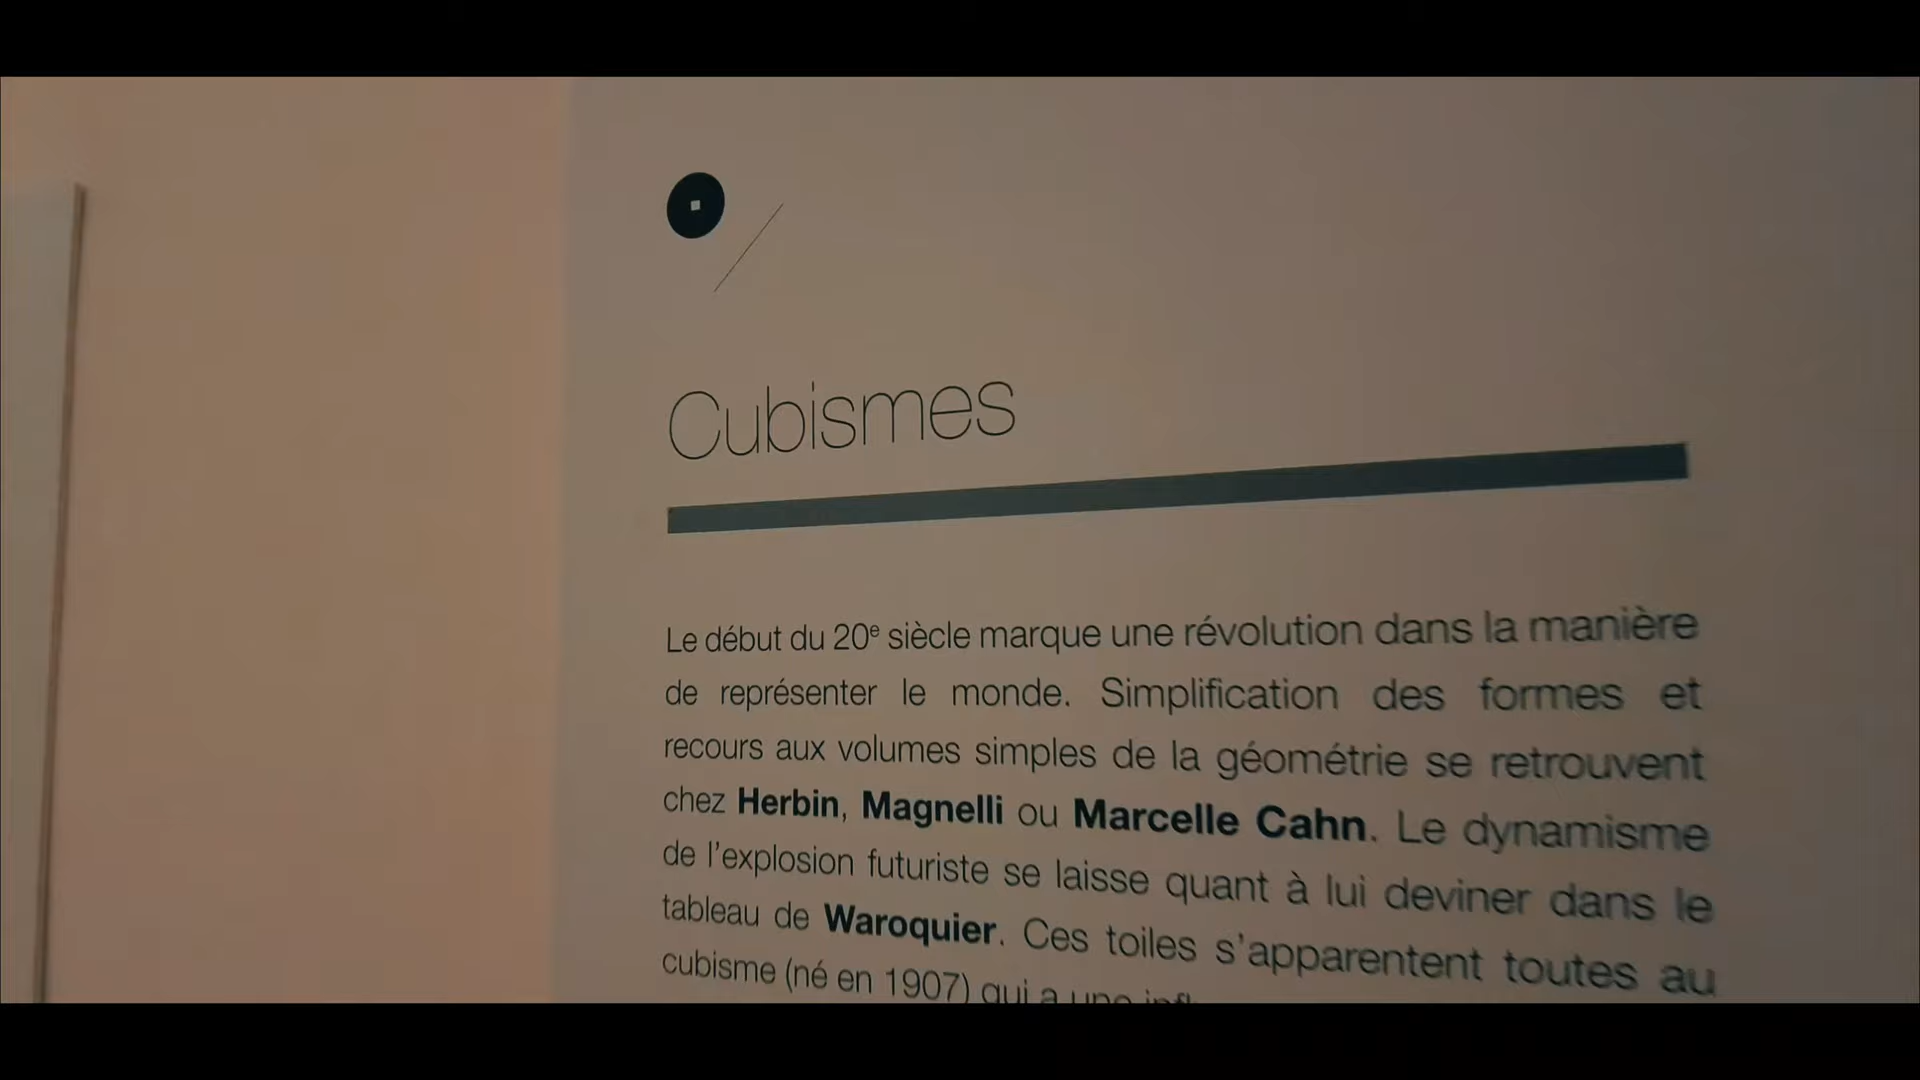 Cubismes
Le début du 20e siècle marque une révolution dans la manière
de représenter le monde. Simplification des formes et
recours aux volumes simples de la géométrie se retrouvent
chez Herbin, Magnelli ou Marcelle Cahn. Le dynamisme
de l'explosion futuriste se laisse quant à lui deviner dans le
tableau de Waroquier. Ces toiles s'apparentent toutes au
cubisme (né en 1907) qui a une